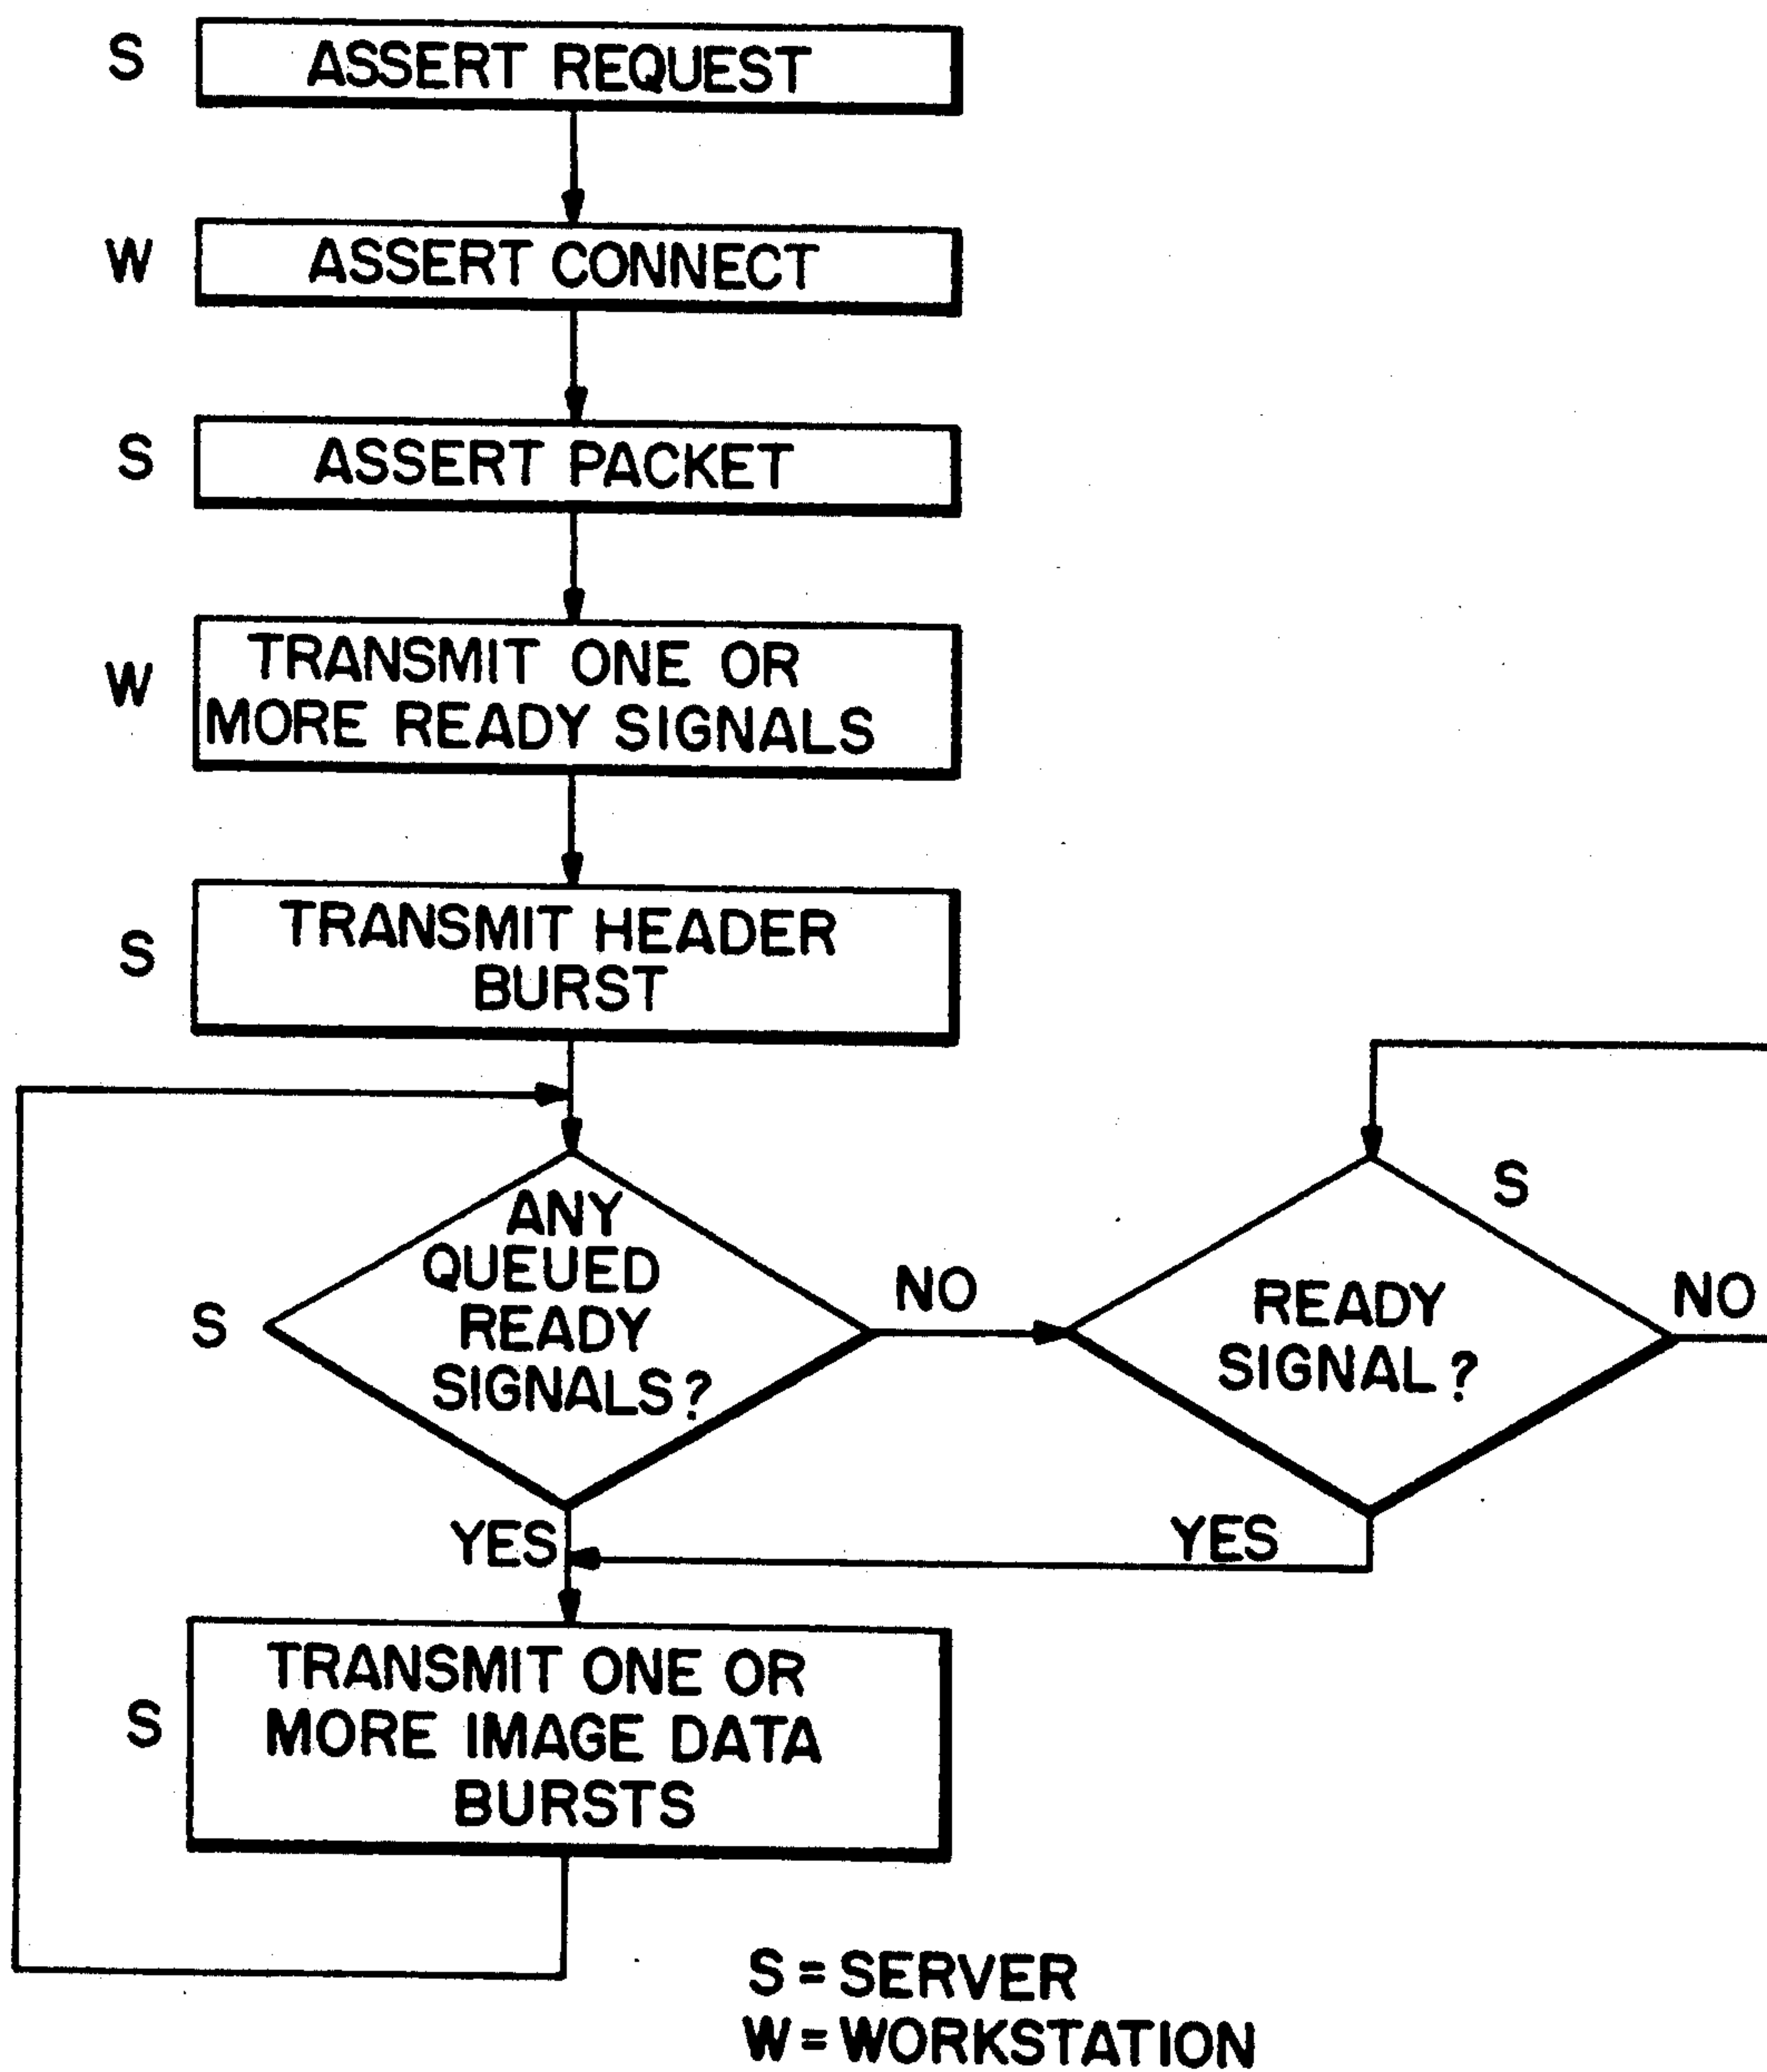 S
ASSERT REQUEST
W
ASSERT CONNECT
S
ASSERT PACKET
W
TRANSMIT ONE OR
MORE READY SIGNALS
S
TRANSMIT HEADER
BURST
S
ANY
QUEUED
READY
SIGNALS?
NO
S
READY
SIGNAL?
NO
YES
YES
S
TRANSMIT ONE OR
MORE IMAGE DATA
BURSTS
S = SERVER
W = WORKSTATION